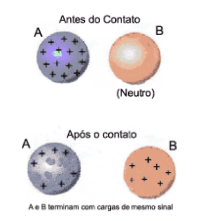 Antes do Contato
A
B
(Neutro)
Após o contato
A
B
A e B terminam com cargas de mesmo sinal